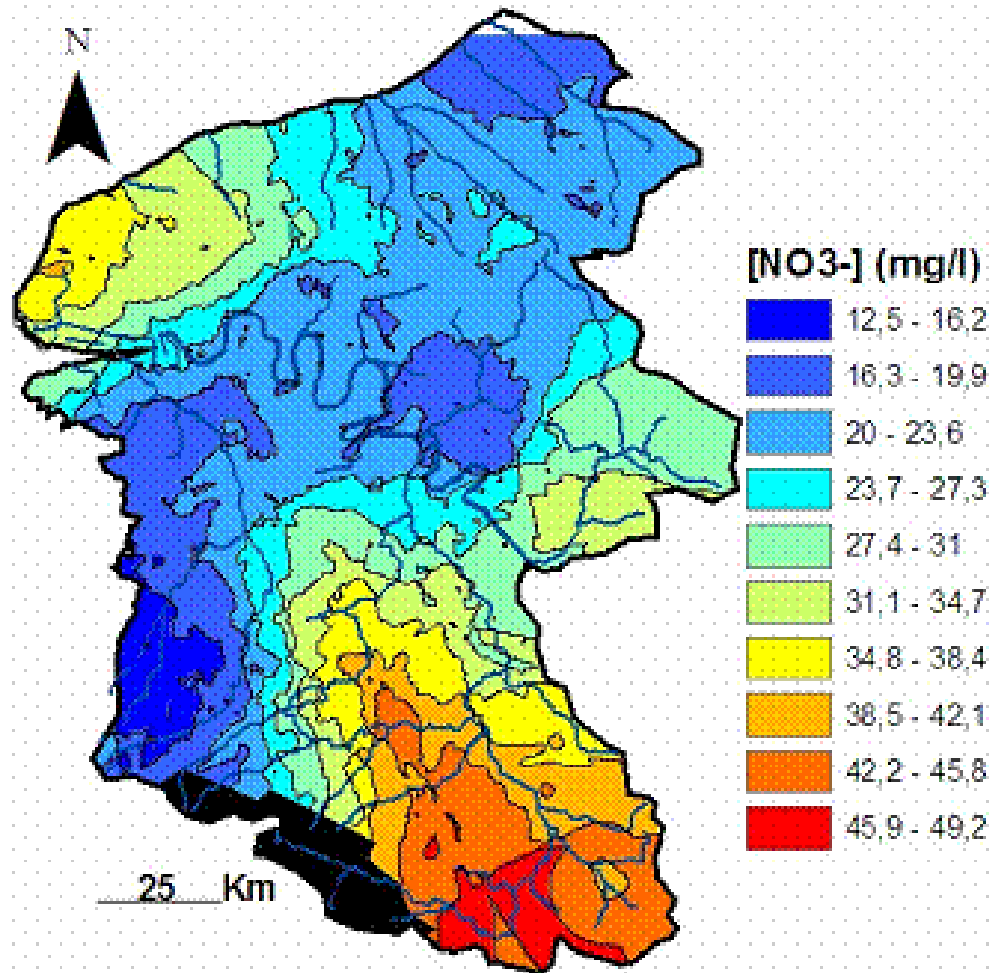 N
[NO3-] (mg/l)
12,5 - 16,2
16,3 - 19,9
20 - 23,6
23,7 - 27,3
27,4 - 31
31,1 - 34,7
34,8 - 38,4
38,5 - 42,1
42,2 - 45,8
45,9 - 49,2
25 Km